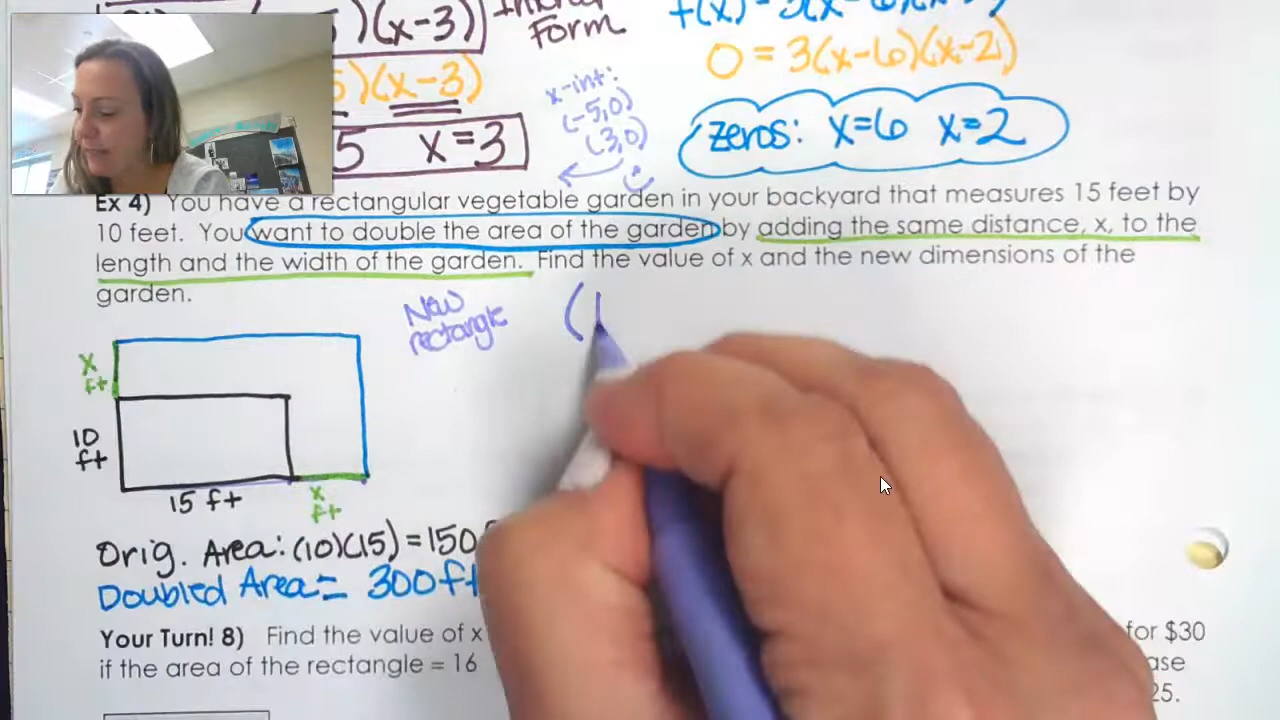 )(x-3)
Form
f(x)
)(x-3)
0 = 3(x-6)(x-2)
x-int:
(-5,0)
(3,0)
5 x=3
zeros: x=6 x=2
Ex 4) You have a rectangular vegetable garden in your backyard that measures 15 feet by
10 feet. You want to double the area of the garden by adding the same distance, x, to the
length and the width of the garden. Find the value of x and the new dimensions of the
garden.
New
rectangle
(1
x
ft
10
ft
15 ft
x
ft
Orig. Area: (10)(15) = 150
Doubled Area = 300 ft
Your Turn! 8) Find the value of x
if the area of the rectangle = 16
for $30
25.